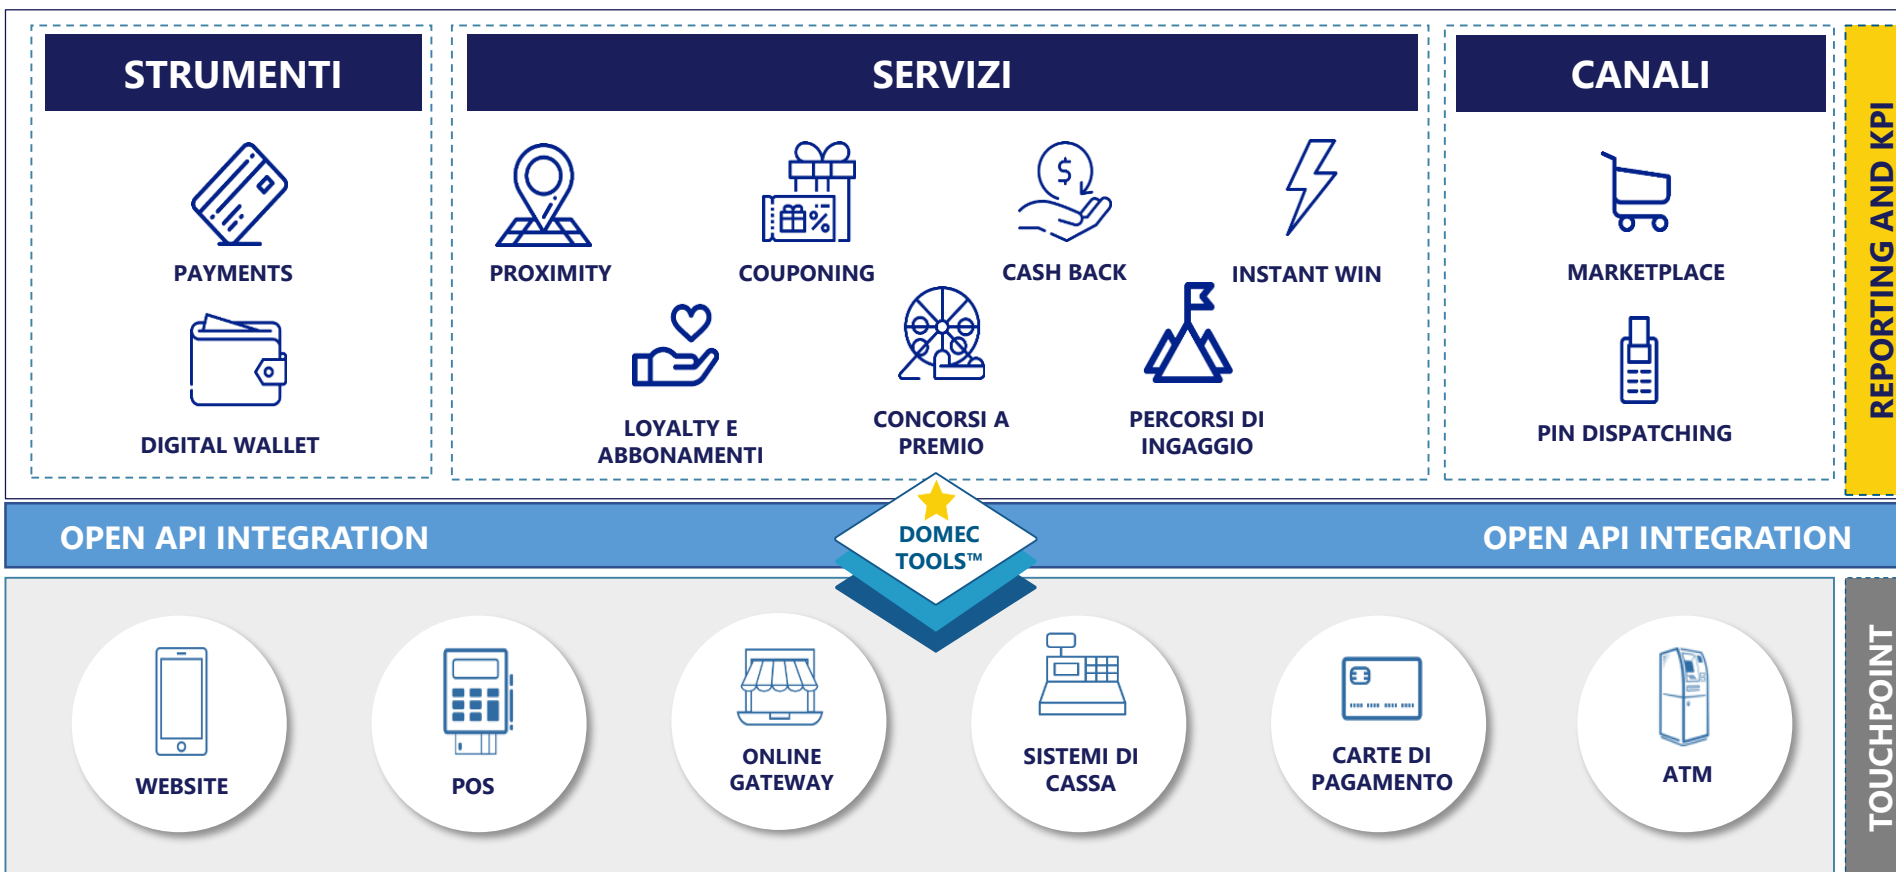 STRUMENTI
PAYMENTS
DIGITAL WALLET
SERVIZI
PROXIMITY
COUPONING
CASH BACK
INSTANT WIN
LOYALTY E
ABBONAMENTI
CONCORSI A
PREMIO
PERCORSI DI
INGAGGIO
CANALI
MARKETPLACE
PIN DISPATCHING
REPORTING AND KPI
OPEN API INTEGRATION
DOMEC
TOOLS™
OPEN API INTEGRATION
WEBSITE
POS
ONLINE
GATEWAY
SISTEMI DI
CASSA
CARTE DI
PAGAMENTO
ATM
TOUCHPOINT